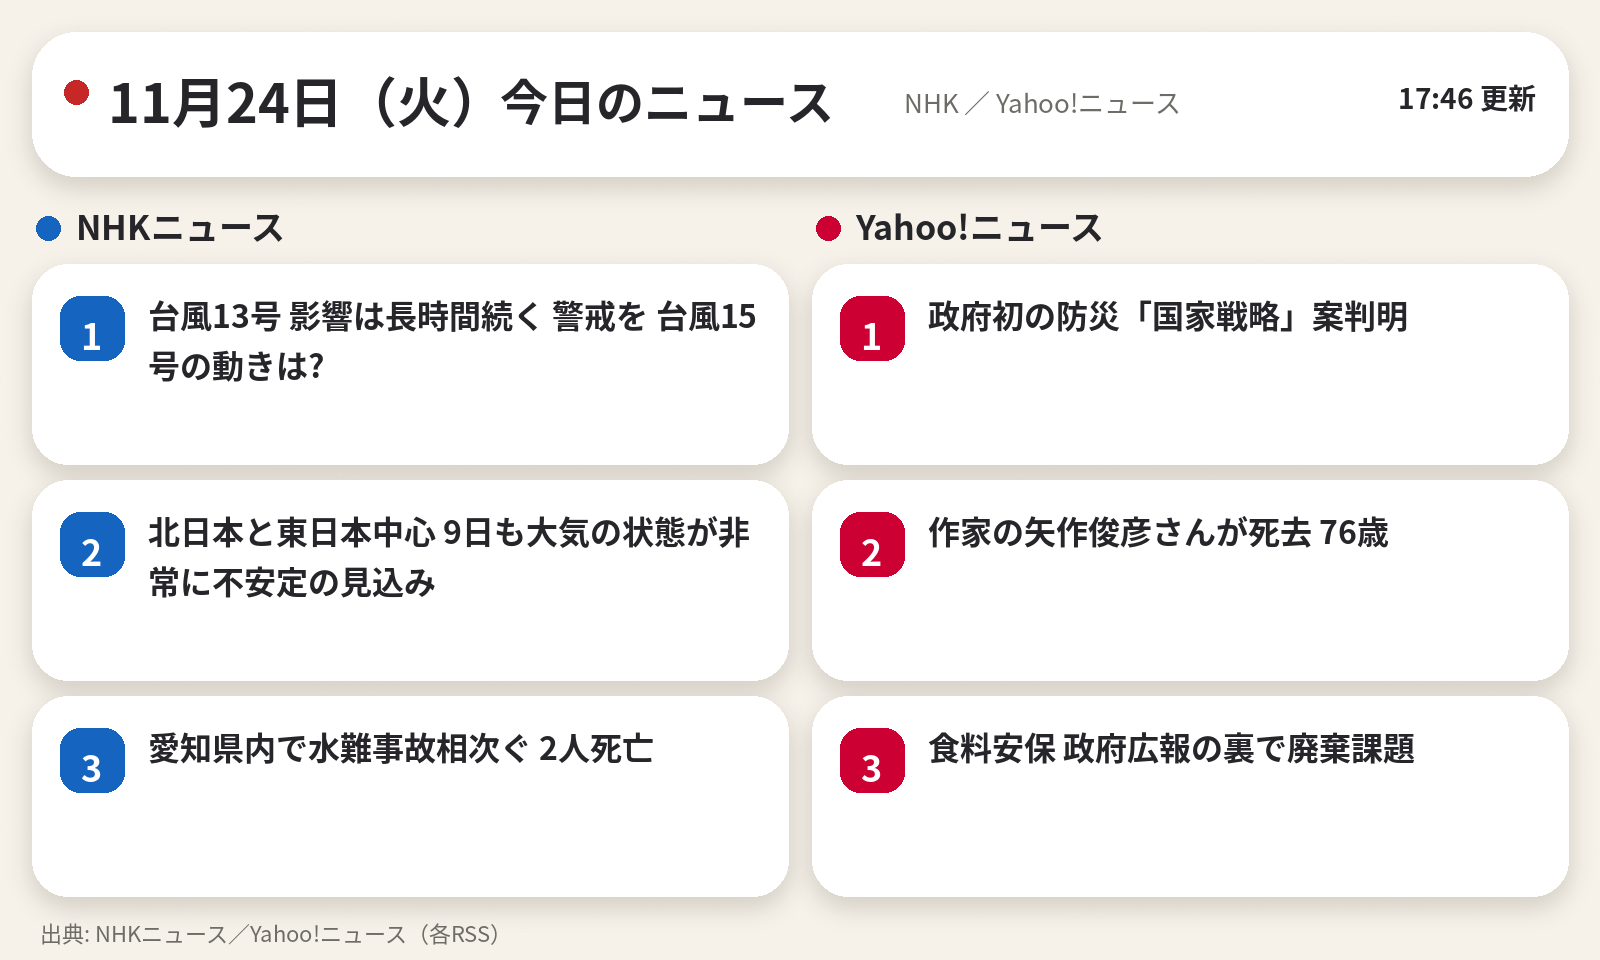 11月24日（火）今日のニュース
NHK ／ Yahoo!ニュース
17:46 更新
NHKニュース
1
台風13号 影響は長時間続く 警戒を 台風15
号の動きは?
2
北日本と東日本中心 9日も大気の状態が非
常に不安定の見込み
3
愛知県内で水難事故相次ぐ 2人死亡
Yahoo!ニュース
1
政府初の防災「国家戦略」案判明
2
作家の矢作俊彦さんが死去 76歳
3
食料安保 政府広報の裏で廃棄課題
出典: NHKニュース／Yahoo!ニュース（各RSS）